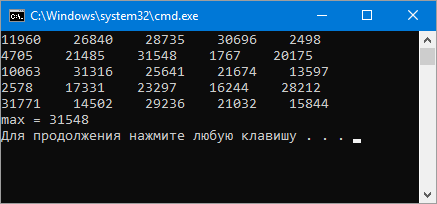 C:\Windows\system32\cmd.exe
11960 26840 28735 30696 2498
4705 21485 31548 1767 20175
10063 31316 25641 21674 13597
2578 17331 23297 16244 28212
31771 14502 29236 21032 15844
max = 31548
Для продолжения нажмите любую клавишу . . .